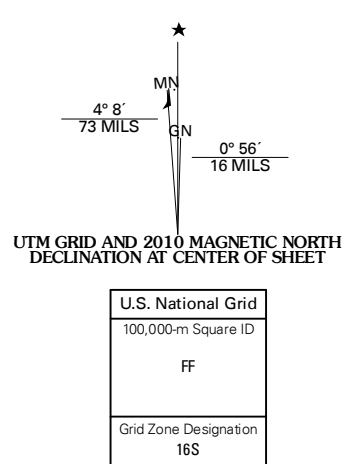 ★
MN
4° 8´
73 MILS
GN
0° 56´
16 MILS
UTM GRID AND 2010 MAGNETIC NORTH
DECLINATION AT CENTER OF SHEET
U.S. National Grid
100,000-m Square ID
FF
Grid Zone Designation
16S